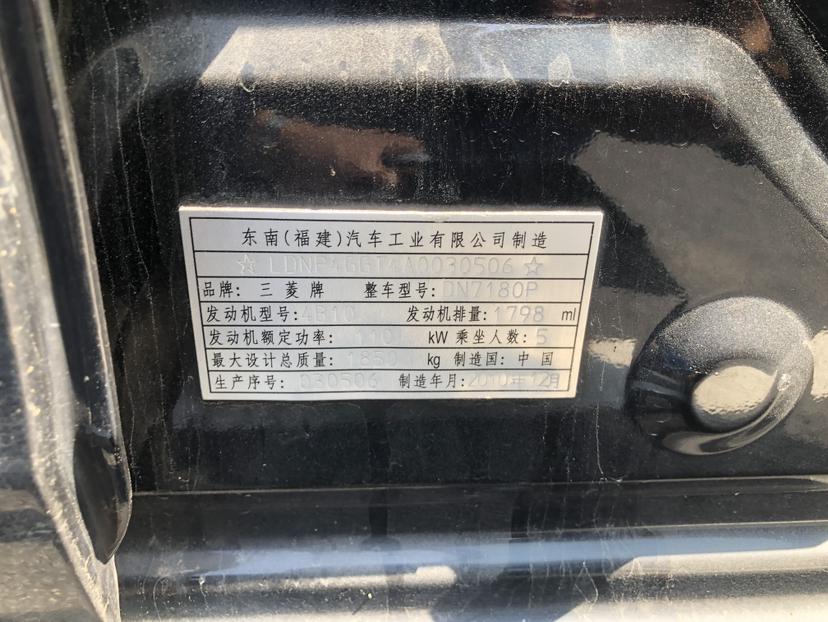 东南(福建)汽车工业有限公司制造
品牌: 三菱牌 整车型号: DN7180P
发动机型号: 4B10 发动机排量: 1798 ml
发动机额定功率: kW 乘坐人数: 5
最大设计总质量: 1850 kg 制造国: 中国
生产序号: 030506 制造年月: 2010年12月